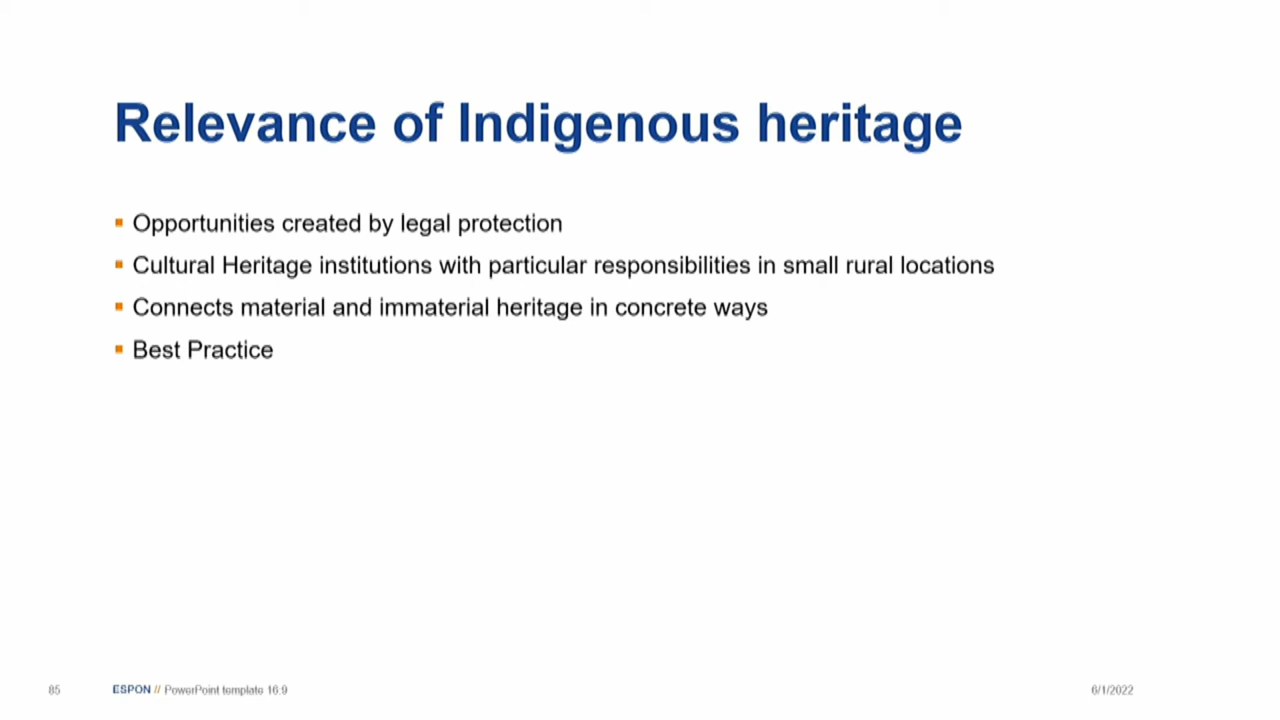 Relevance of Indigenous heritage
▪ Opportunities created by legal protection
▪ Cultural Heritage institutions with particular responsibilities in small rural locations
▪ Connects material and immaterial heritage in concrete ways
▪ Best Practice
85 ESPON // PowerPoint template 16:9 6/1/2022